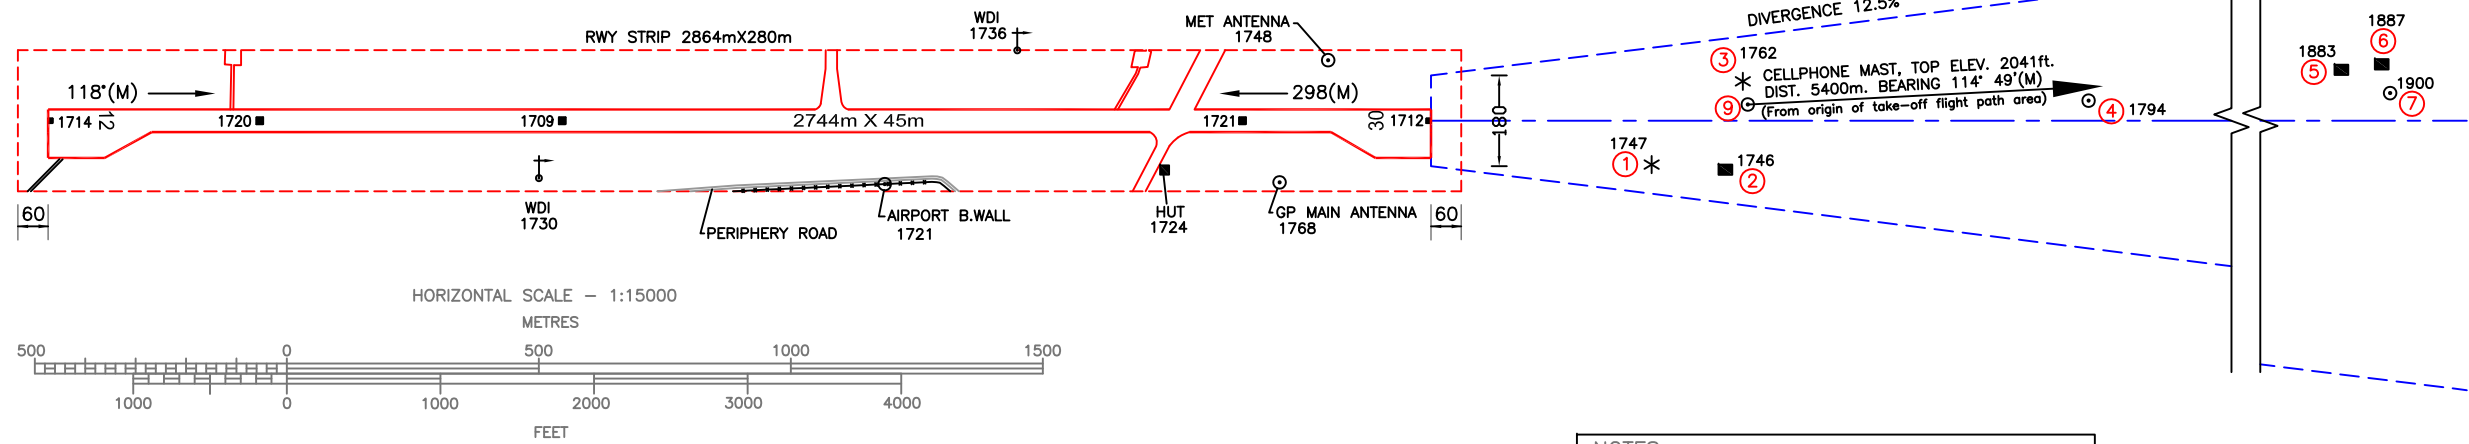 RWY STRIP 2864mX280m
WDI
1736
MET ANTENNA
1748
DIVERGENCE 12.5%
118°(M)
298(M)
1714
12
1720
1709
2744m X 45m
1721
30
1712
180
60
WDI
1730
PERIPHERY ROAD
AIRPORT B.WALL
1721
HUT
1724
GP MAIN ANTENNA
1768
60
3
1762
CELLPHONE MAST, TOP ELEV. 2041ft.
DIST. 5400m. BEARING 114° 49'(M)
(From origin of take-off flight path area)
9
4
1794
1747
1
1746
2
1883
5
1887
6
1900
7
HORIZONTAL SCALE - 1:15000
METRES
500 0 500 1000 1500
1000 0 1000 2000 3000 4000
FEET
NOTES